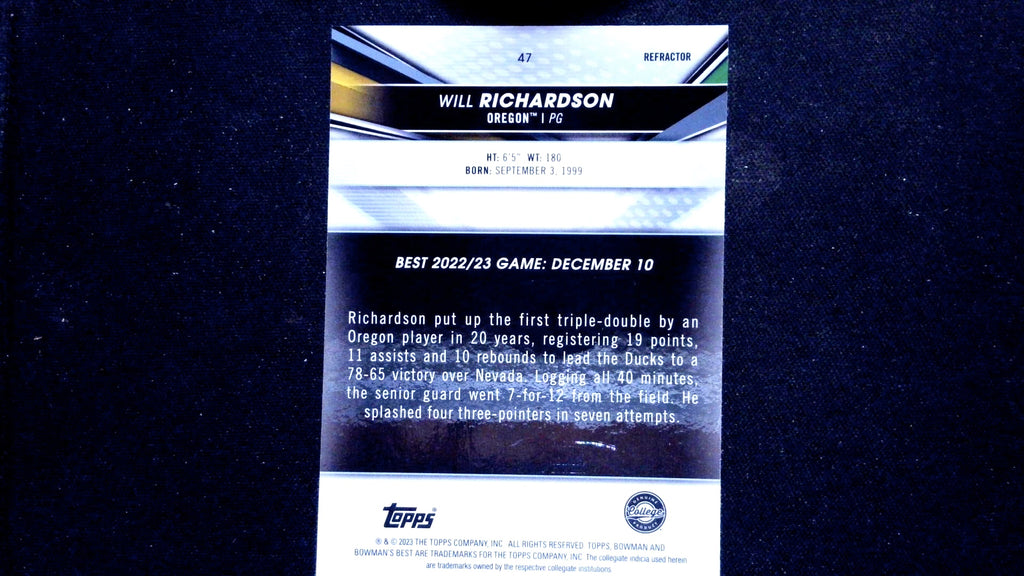 47 REFRACTOR
WILL RICHARDSON
OREGON™ | PG
HT: 6'5" WT: 180
BORN: SEPTEMBER 3, 1999
BEST 2022/23 GAME: DECEMBER 10
Richardson put up the first triple-double by an
Oregon player in 20 years, registering 19 points,
11 assists and 10 rebounds to lead the Ducks to a
78-65 victory over Nevada. Logging all 40 minutes,
the senior guard went 7-for-12 from the field. He
splashed four three-pointers in seven attempts.
Topps®
GENUINE
College
PRODUCT
® & © 2023 THE TOPPS COMPANY, INC. ALL RIGHTS RESERVED. TOPPS, BOWMAN AND
BOWMAN'S BEST ARE TRADEMARKS FOR THE TOPPS COMPANY, INC. The collegiate indicia used herein
are trademarks owned by the respective collegiate institutions.